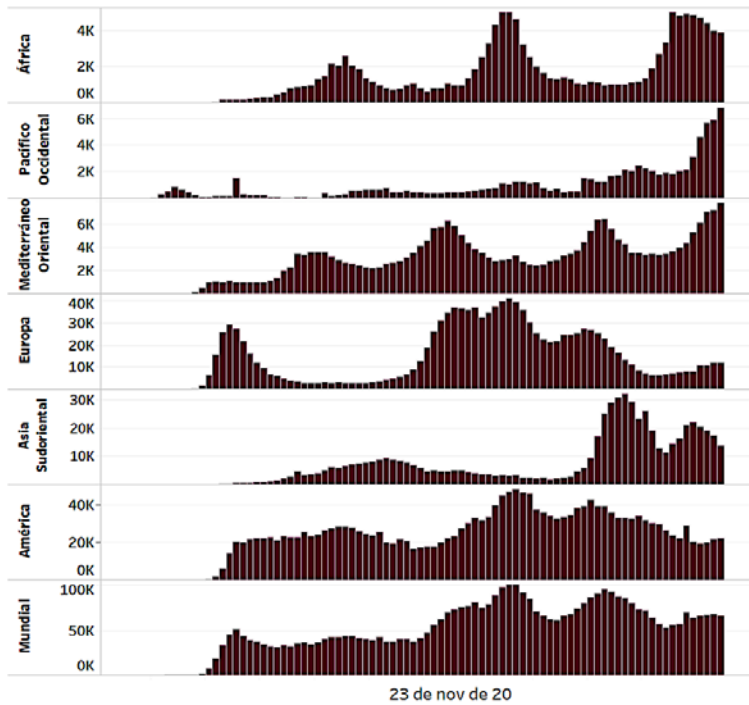 África
4K
2K
0K
Pacífico
Occidental
6K
4K
2K
Mediterráneo
Oriental
6K
4K
2K
Europa
40K
30K
20K
10K
Asia
Sudoriental
30K
20K
10K
América
40K
20K
0K
Mundial
100K
50K
0K
23 de nov de 20